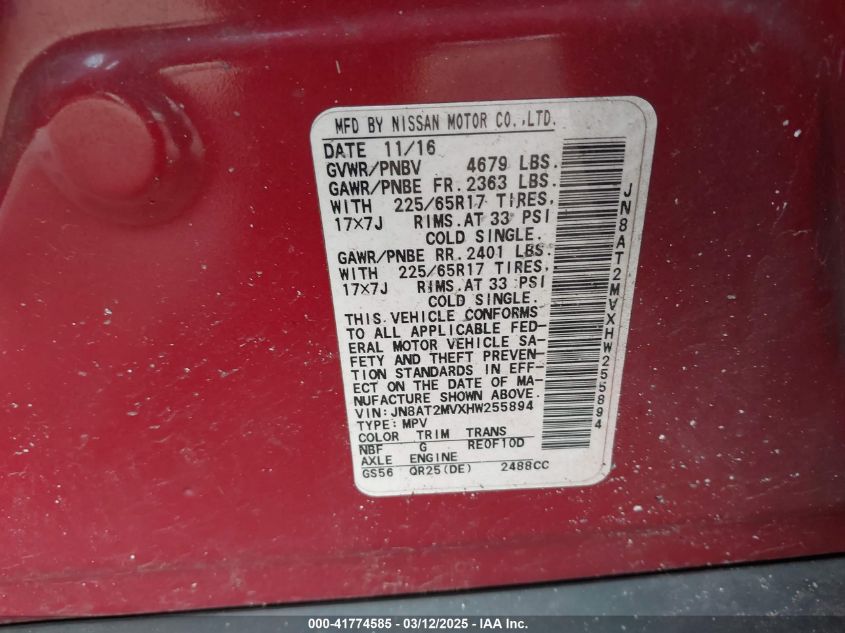 MFD BY NISSAN MOTOR CO.,LTD.
DATE 11/16
GVWR/PNBV 4679 LBS.
GAWR/PNBE FR. 2363 LBS.
WITH 225/65R17 TIRES,
17×7J RIMS. AT 33 PSI
COLD SINGLE.
GAWR/PNBE RR. 2401 LBS.
WITH 225/65R17 TIRES,
17×7J RIMS. AT 33 PSI
COLD SINGLE.
THIS VEHICLE CONFORMS
TO ALL APPLICABLE FED-
ERAL MOTOR VEHICLE SA-
FETY AND THEFT PREVEN-
TION STANDARDS IN EFF-
ECT ON THE DATE OF MA-
NUFACTURE SHOWN ABOVE.
VIN: JN8AT2MVXHW255894
TYPE: MPV
COLOR TRIM TRANS
NBF G RE0F10D
AXLE ENGINE
GS56 QR25(DE) 2488CC
JN8AT2MVXHW255894
000-41774585 - 03/12/2025 - IAA Inc.